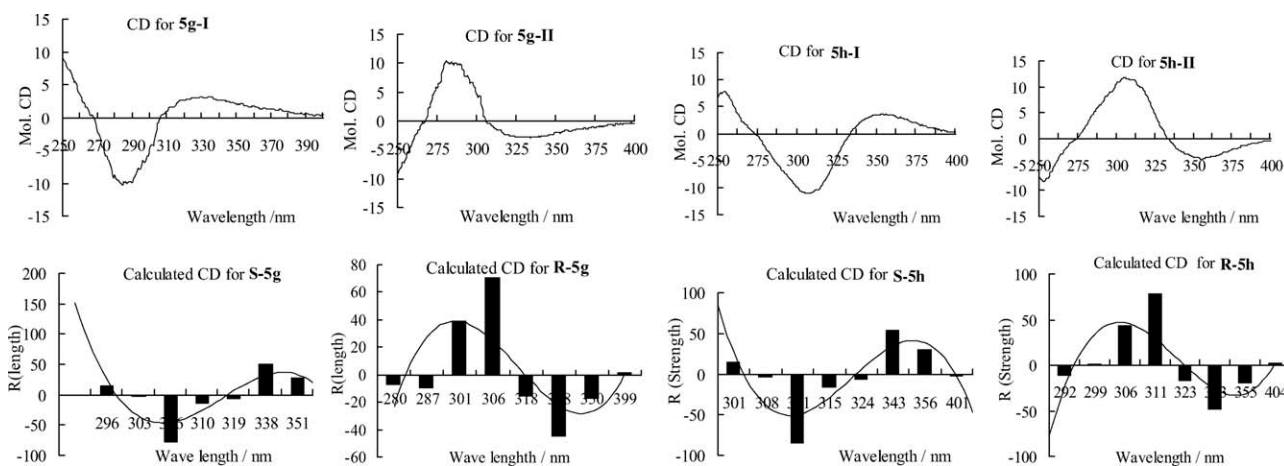 CD for 5g-I
Mol. CD
15
10
5
0
-5
-10
-15
250 270 290 310 330 350 370 390
Wavelength /nm
CD for 5g-II
Mol. CD
15
10
5
0
-5
-10
-15
250 275 300 325 350 375 400
Wavelength / nm
CD for 5h-I
Mol. CD
15
10
5
0
-5
-10
-15
250 275 300 325 350 375 400
Wavelength / nm
CD for 5h-II
Mol. CD
15
10
5
0
-5
-10
-15
250 275 300 325 350 375 400
Wave lenghth / nm
Calculated CD for S-5g
R(length)
200
150
100
50
0
-50
-100
296 303 310 319 338 351
Wave length / nm
Calculated CD for R-5g
R(length)
80
60
40
20
0
-20
-40
-60
280 287 301 306 318 350 399
Wave lenghth / nm
Calculated CD for S-5h
R (Strength)
100
50
0
-50
-100
301 308 315 324 343 356 401
Wave length / nm
Calculated CD for R-5h
R (Strength)
100
50
0
-50
-100
292 299 306 311 323 355 404
Wave length / nm